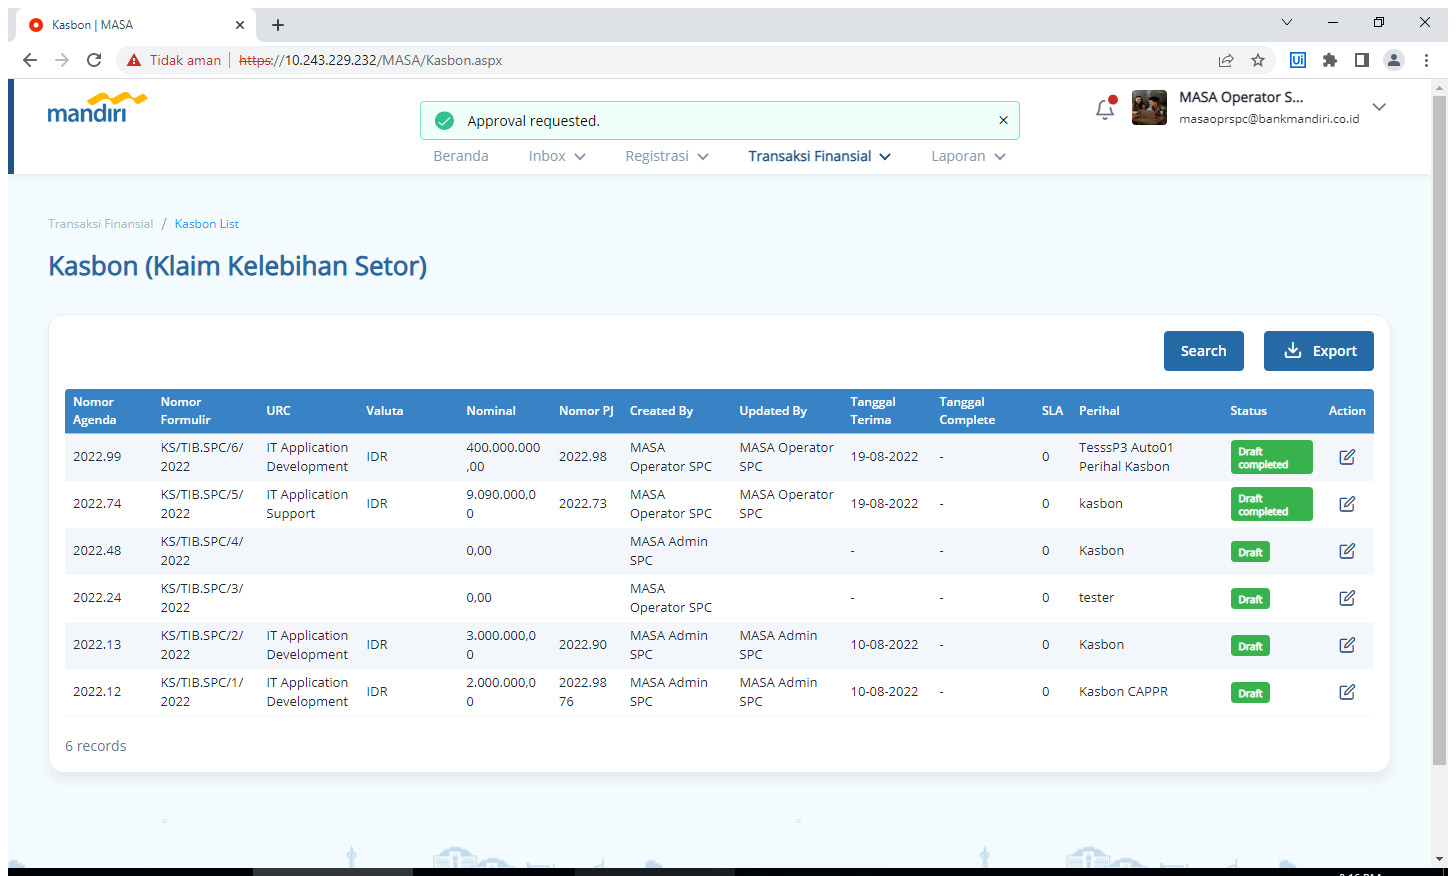 Kasbon | MASA
Tidak aman | https://10.243.229.232/MASA/Kasbon.aspx
Ui
mandiri
Approval requested.
MASA Operator S...
masaoprspc@bankmandiri.co.id
Beranda Inbox Registrasi Transaksi Finansial Laporan
Transaksi Finansial / Kasbon List
Kasbon (Klaim Kelebihan Setor)
Search Export
Nomor Agenda Nomor Formulir URC Valuta Nominal Nomor PJ Created By Updated By Tanggal Terima Tanggal Complete SLA Perihal Status Action
2022.99 KS/TIB.SPC/6/2022 IT Application Development IDR 400.000.000,00 2022.98 MASA Operator SPC MASA Operator SPC 19-08-2022 - 0 TesssP3 Auto01 Perihal Kasbon Draft completed
2022.74 KS/TIB.SPC/5/2022 IT Application Support IDR 9.090.000,00 2022.73 MASA Operator SPC MASA Operator SPC 19-08-2022 - 0 kasbon Draft completed
2022.48 KS/TIB.SPC/4/2022 0,00 MASA Admin SPC - - 0 Kasbon Draft
2022.24 KS/TIB.SPC/3/2022 0,00 MASA Operator SPC - - 0 tester Draft
2022.13 KS/TIB.SPC/2/2022 IT Application Development IDR 3.000.000,00 2022.90 MASA Admin SPC MASA Admin SPC 10-08-2022 - 0 Kasbon Draft
2022.12 KS/TIB.SPC/1/2022 IT Application Development IDR 2.000.000,00 2022.9876 MASA Admin SPC MASA Admin SPC 10-08-2022 - 0 Kasbon CAPPR Draft
6 records